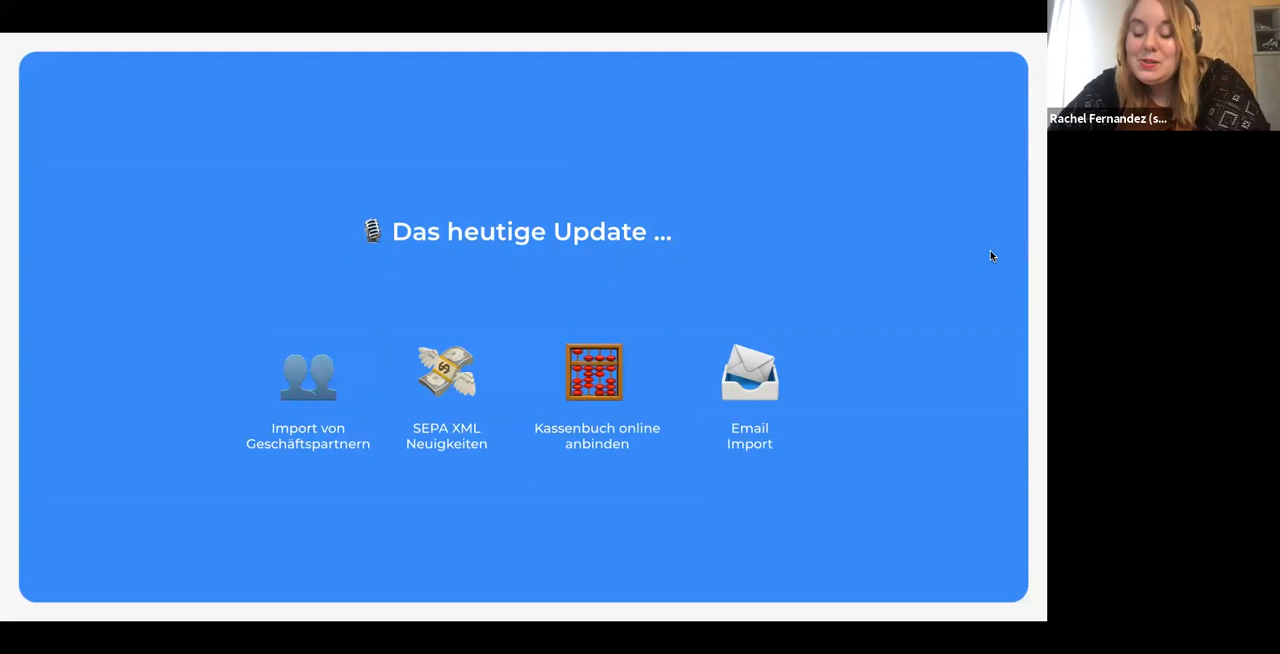 Das heutige Update ...
Import von
Geschäftspartnern
SEPA XML
Neuigkeiten
Kassenbuch online
anbinden
Email
Import
Rachel Fernandez (s...